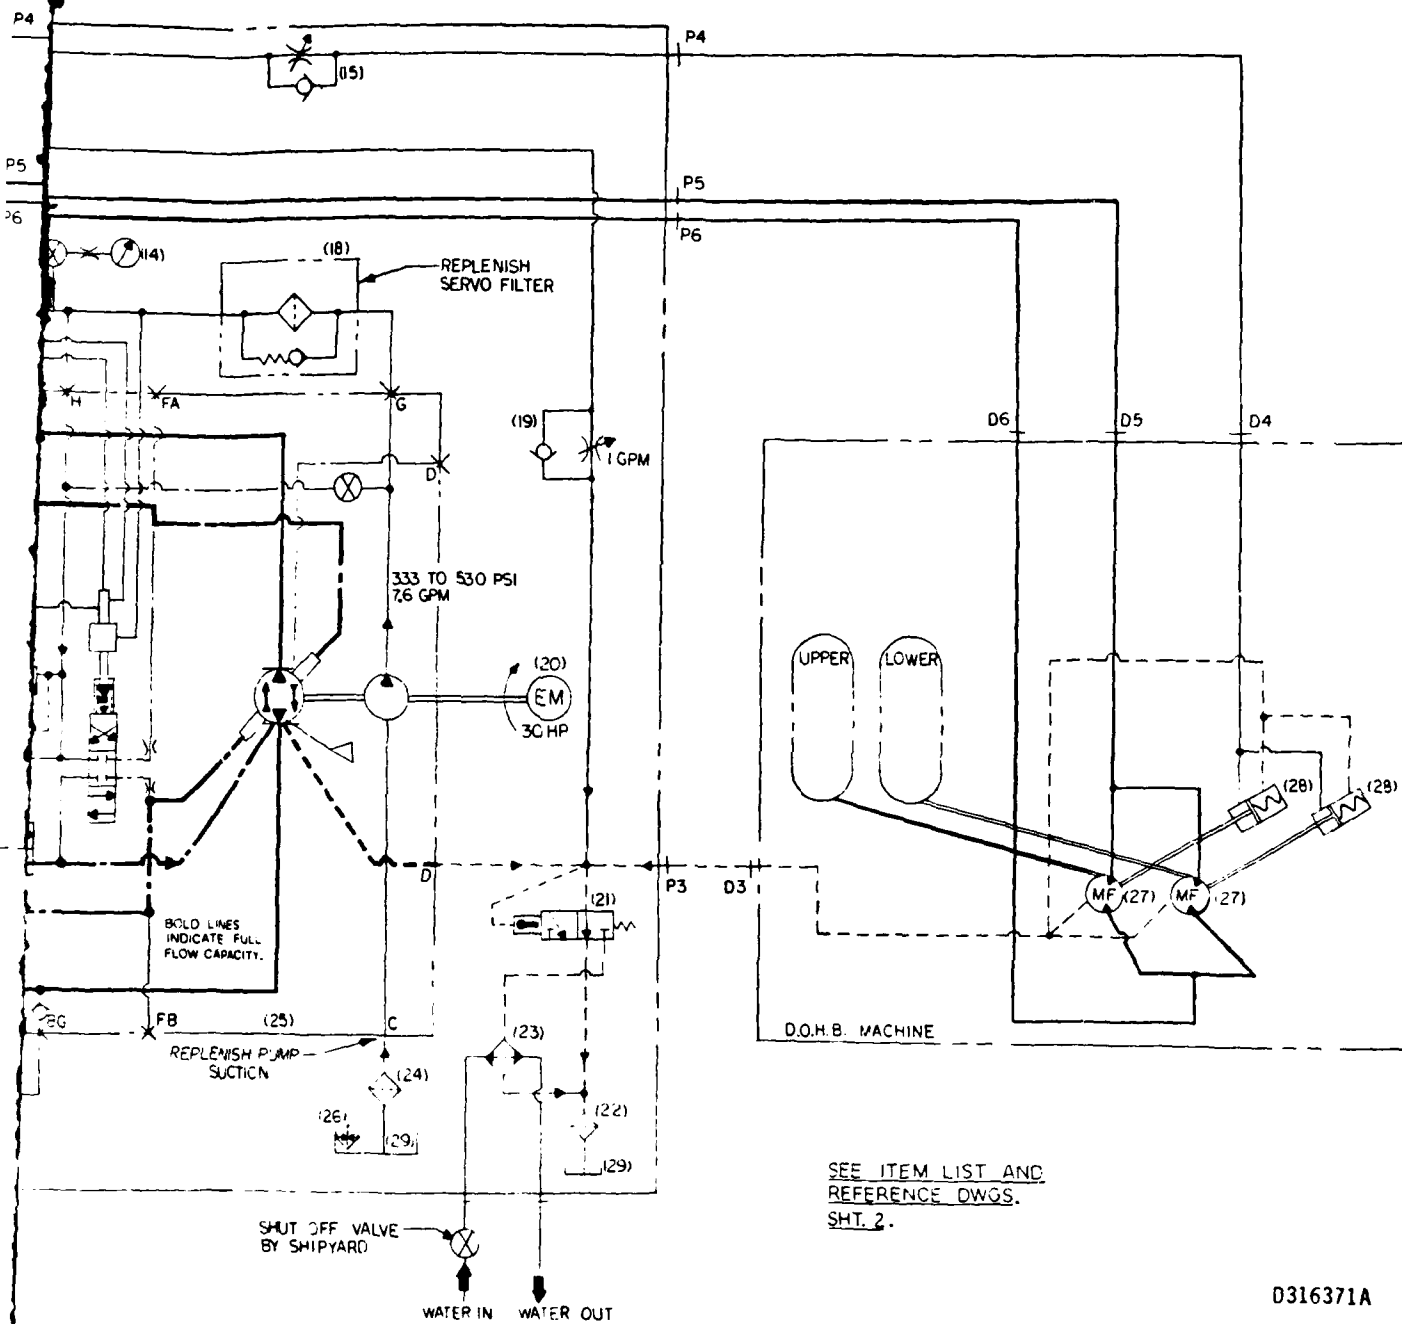 P4
P4
(15)
P5
P5
P6
P6
(14)
(18)
REPLENISH
SERVO FILTER
H
FA
G
D
(19)
1 GPM
D6
D5
D4
333 TO 530 PSI
7.6 GPM
UPPER
LOWER
(20)
EM
30 HP
(28)
(28)
D
P3
D3
MF
(27)
MF
(27)
(21)
BOLD LINES
INDICATE FULL
FLOW CAPACITY.
BG
FB
(25)
C
(23)
D.O.H.B. MACHINE
REPLENISH PUMP
SUCTION
(24)
(26)
(29)
(22)
(29)
SEE ITEM LIST AND
REFERENCE DWGS.
SHT. 2.
SHUT OFF VALVE
BY SHIPYARD
WATER IN
WATER OUT
D316371A